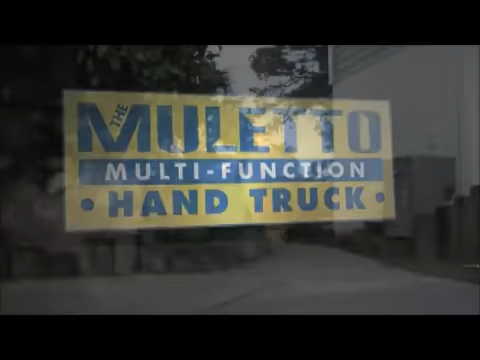 THE
MULETTO
MULTI-FUNCTION
• HAND TRUCK •